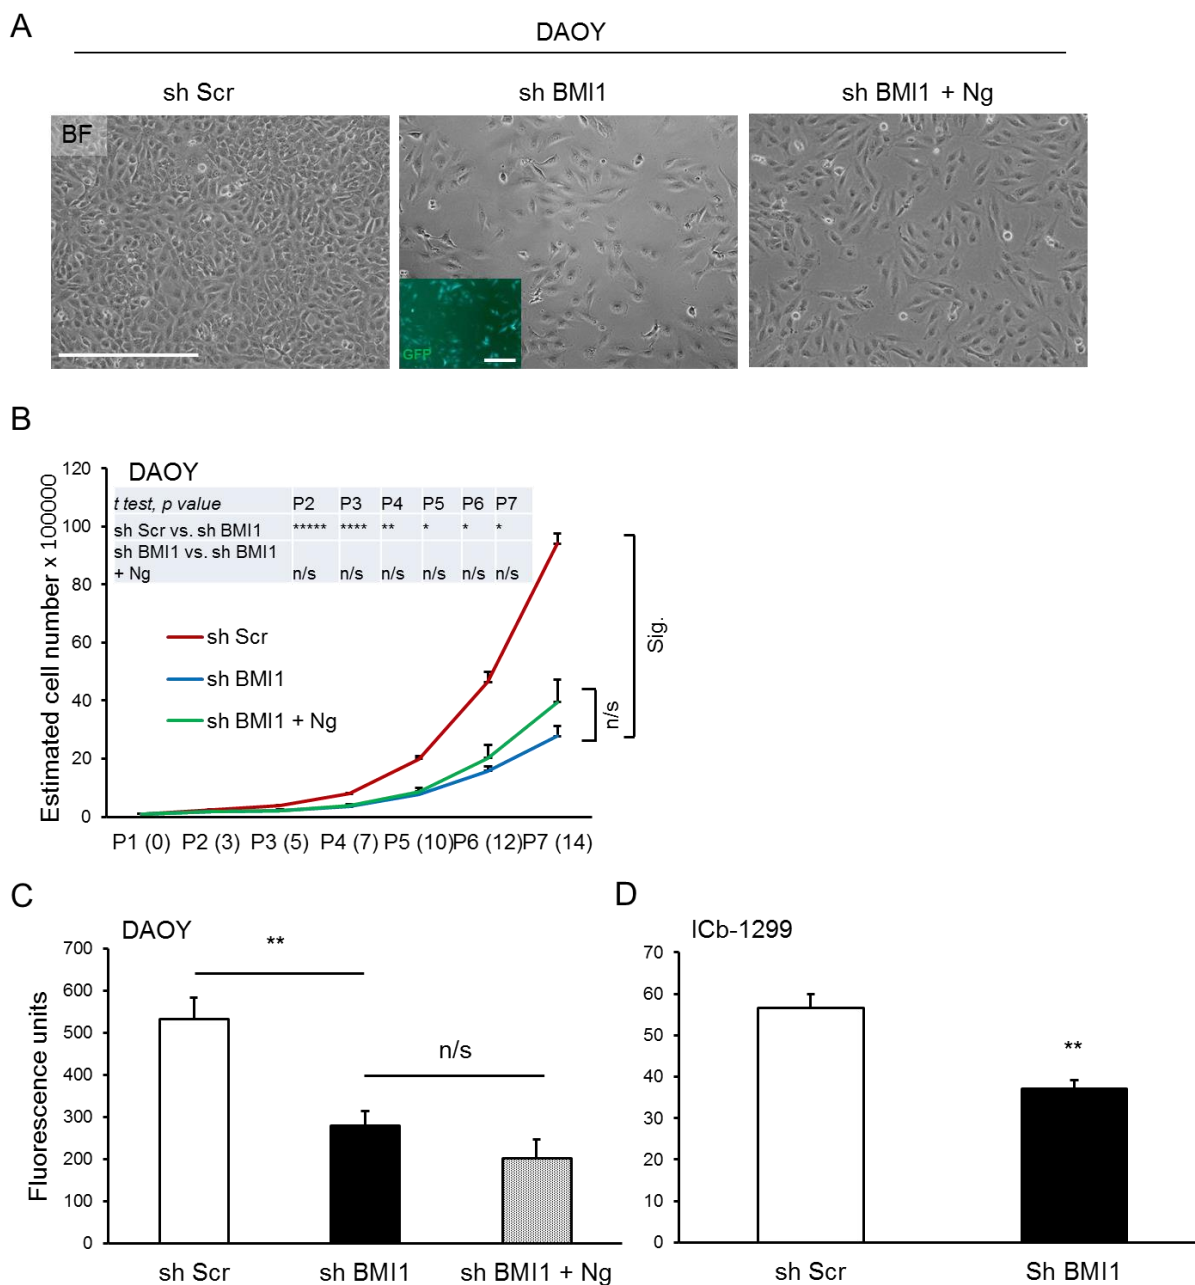 A
DAOY
sh Scr
sh BMI1
sh BMI1 + Ng
BF
GFP
B
DAOY
t test, p value P2 P3 P4 P5 P6 P7
sh Scr vs. sh BMI1 ***** **** ** * * *
sh BMI1 vs. sh BMI1
+ Ng n/s n/s n/s n/s n/s n/s
Estimated cell number x 100000
120
100
80
60
40
20
0
sh Scr
sh BMI1
sh BMI1 + Ng
n/s
Sig.
P1 (0) P2 (3) P3 (5) P4 (7) P5 (10) P6 (12) P7 (14)
C
DAOY
Fluorescence units
700
600
500
400
300
200
100
0
**
n/s
sh Scr
sh BMI1
sh BMI1 + Ng
D
ICb-1299
70
60
50
40
30
20
10
0
**
sh Scr
Sh BMI1